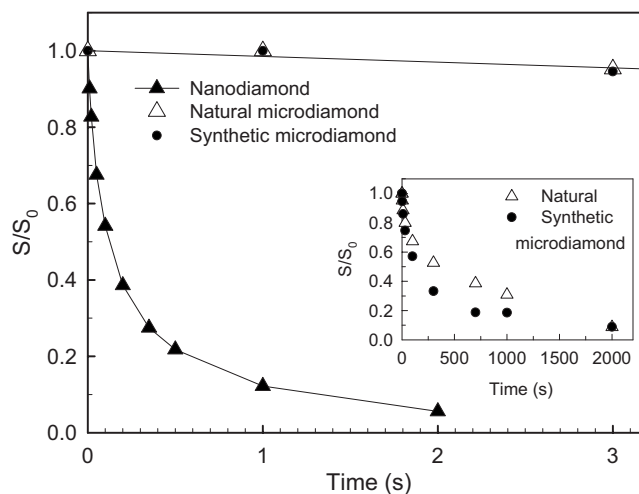 1.0
0.8
0.6
0.4
0.2
0.0
S/S0
Nanodiamond
Natural microdiamond
Synthetic microdiamond
0
1
2
3
Time (s)
1.0
0.8
0.6
0.4
0.2
0.0
S/S0
Natural
Synthetic
microdiamond
0
500
1000
1500
2000
Time (s)